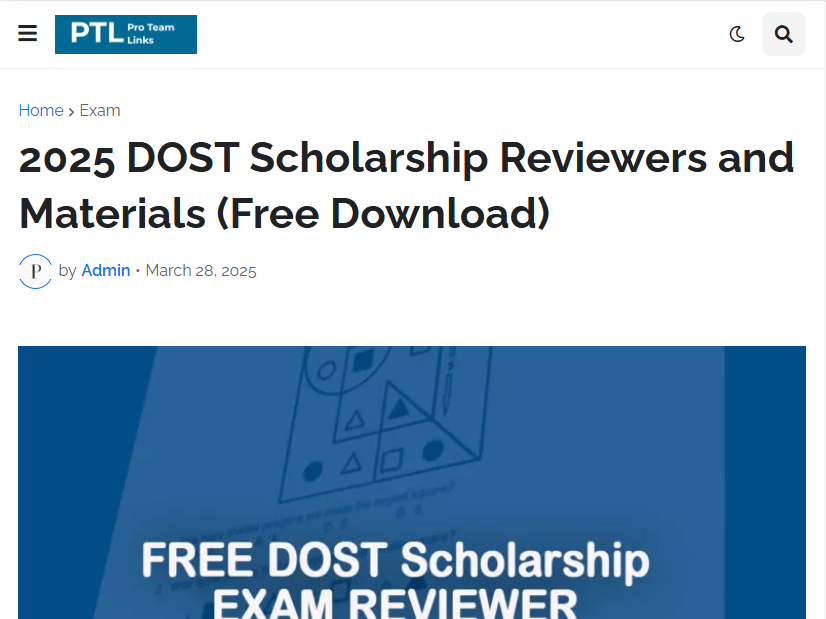 PTL Pro Team
Links
Home > Exam
2025 DOST Scholarship Reviewers and
Materials (Free Download)
P by Admin • March 28, 2025
FREE DOST Scholarship
EXAM REVIEWER